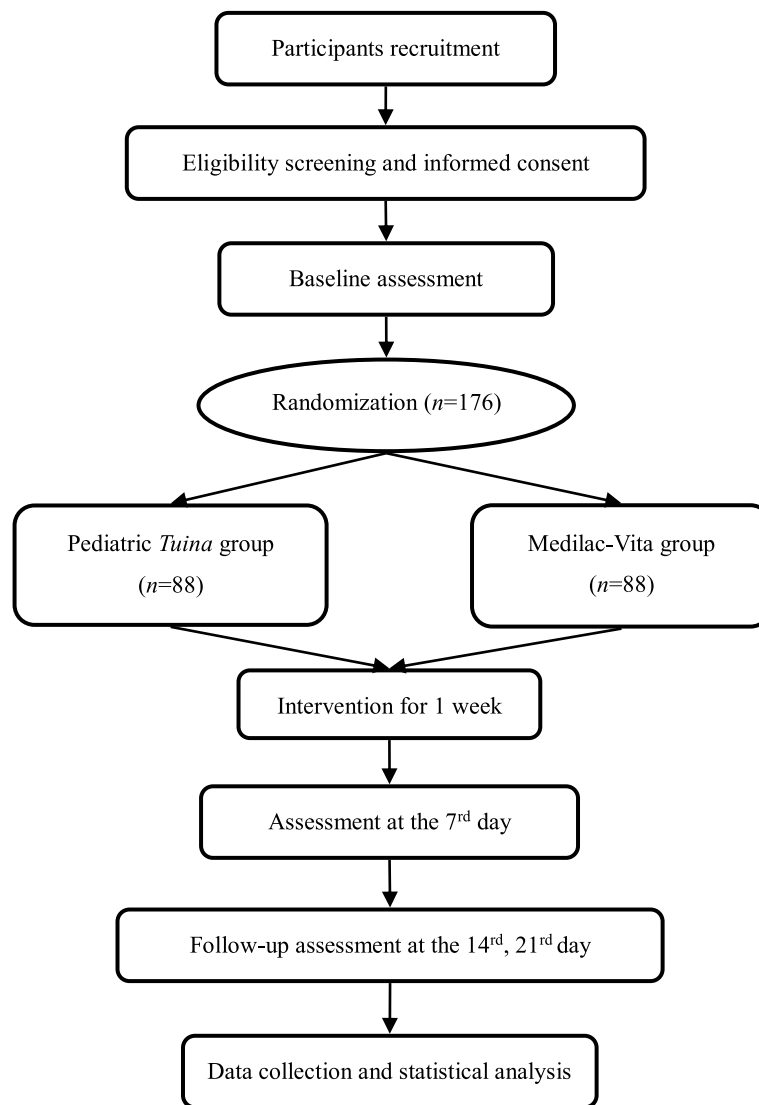 Participants recruitment
Eligibility screening and informed consent
Baseline assessment
Randomization (n=176)
Pediatric Tuina group
(n=88)
Medilac-Vita group
(n=88)
Intervention for 1 week
Assessment at the 7rd day
Follow-up assessment at the 14rd, 21rd day
Data collection and statistical analysis